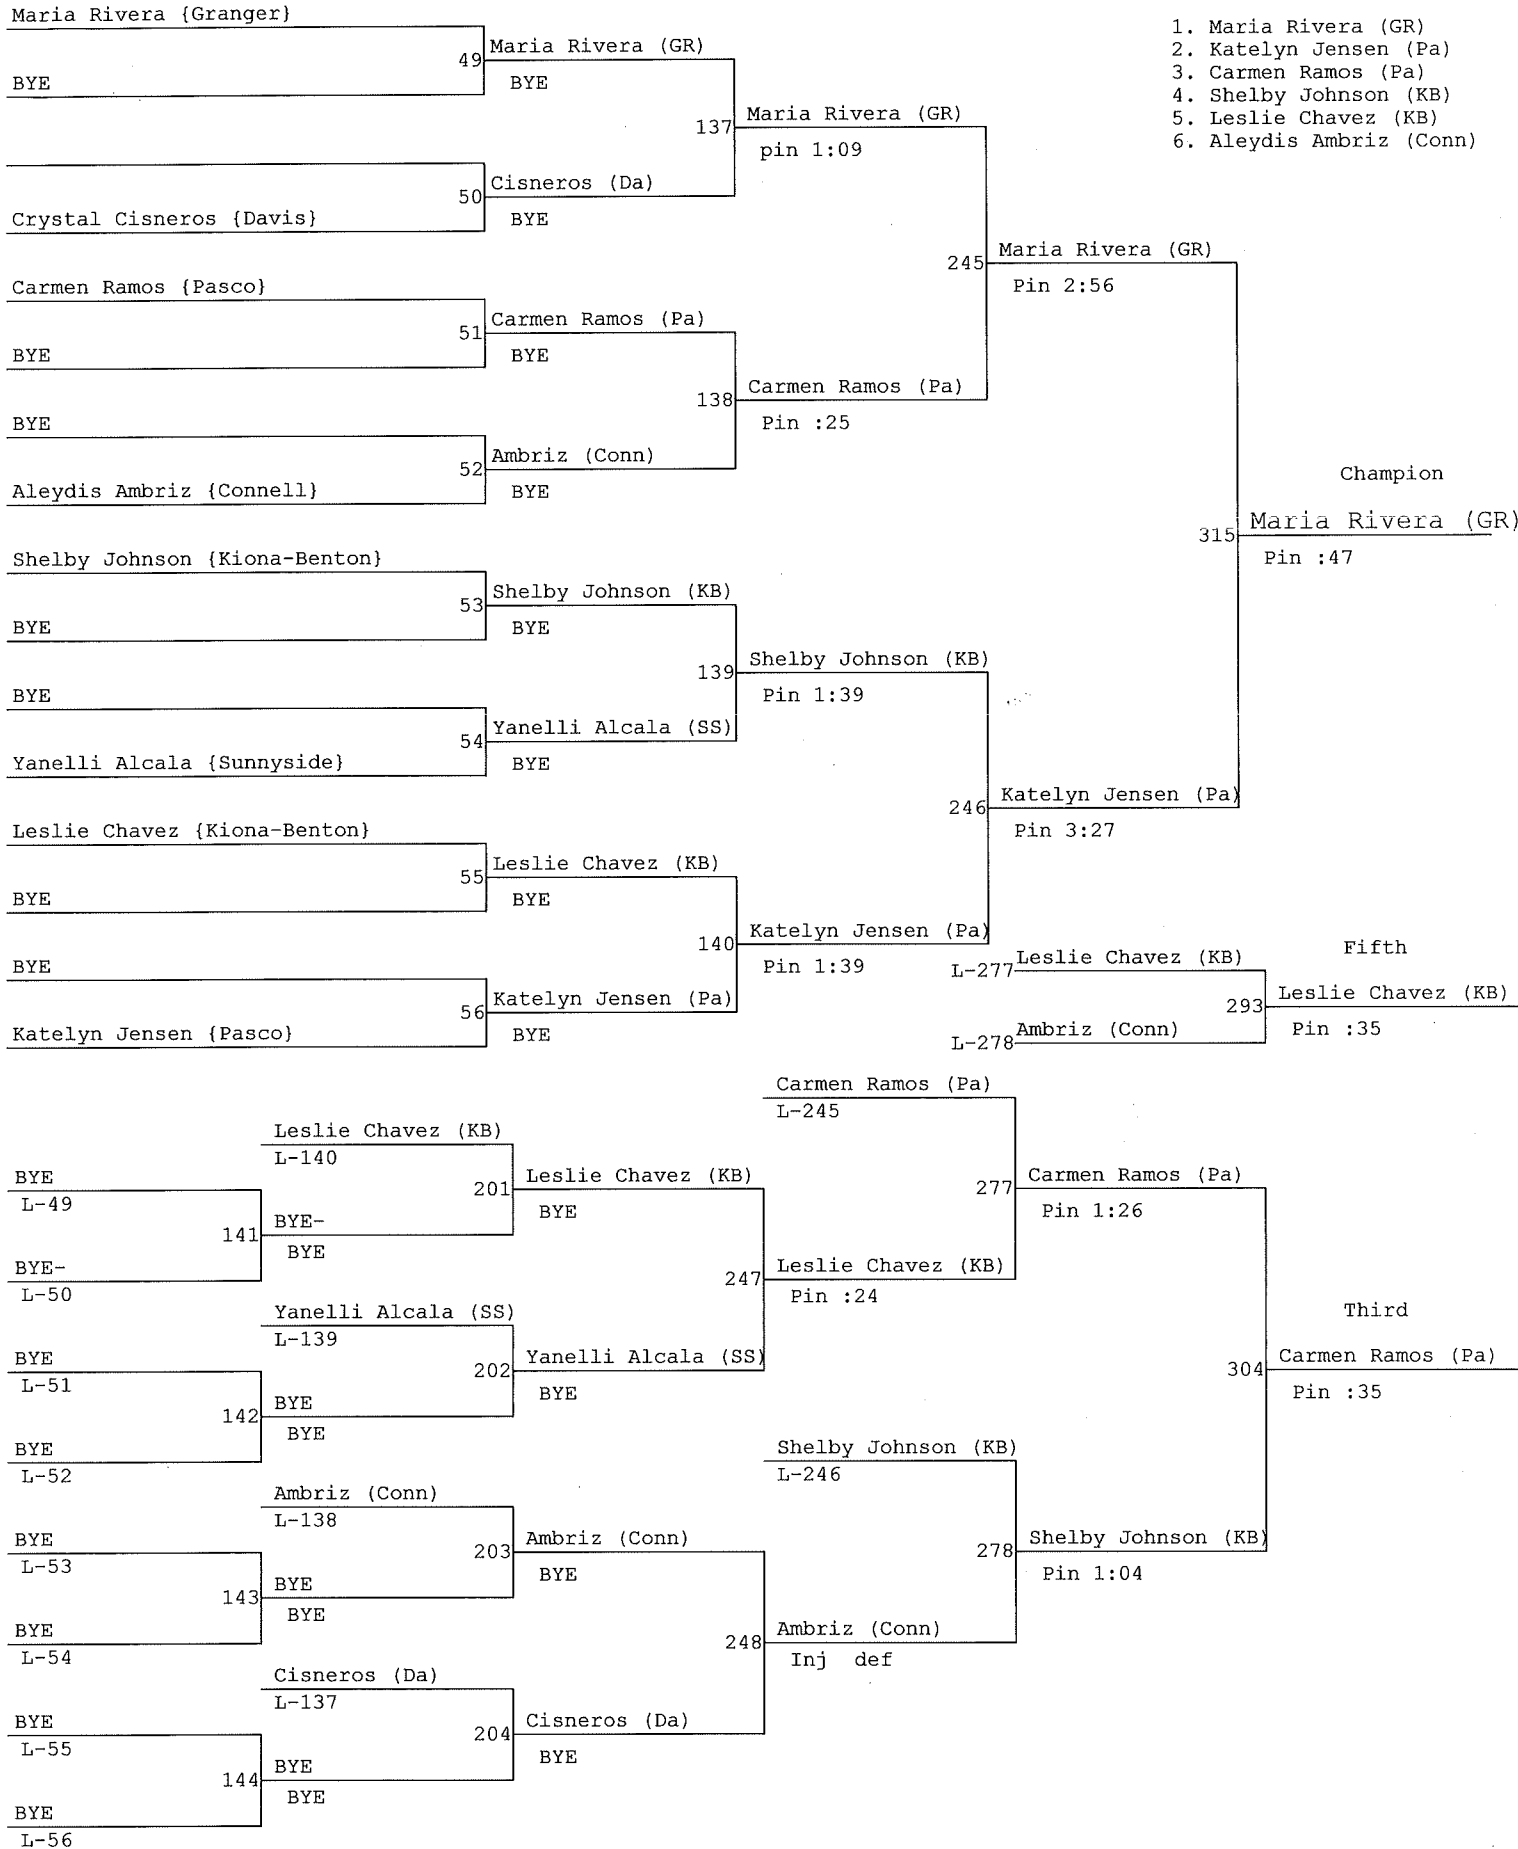 Maria Rivera {Granger}
1. Maria Rivera (GR)
2. Katelyn Jensen (Pa)
3. Carmen Ramos (Pa)
4. Shelby Johnson (KB)
5. Leslie Chavez (KB)
6. Aleydis Ambriz (Conn)
49 Maria Rivera (GR)
BYE
BYE
137 Maria Rivera (GR)
pin 1:09
50 Cisneros (Da)
BYE
Crystal Cisneros {Davis}
245 Maria Rivera (GR)
Pin 2:56
Carmen Ramos {Pasco}
51 Carmen Ramos (Pa)
BYE
BYE
138 Carmen Ramos (Pa)
Pin :25
BYE
52 Ambriz (Conn)
BYE
Aleydis Ambriz {Connell}
Champion
315 Maria Rivera (GR)
Pin :47
Shelby Johnson {Kiona-Benton}
53 Shelby Johnson (KB)
BYE
BYE
139 Shelby Johnson (KB)
Pin 1:39
BYE
54 Yanelli Alcala (SS)
BYE
Yanelli Alcala {Sunnyside}
246 Katelyn Jensen (Pa)
Pin 3:27
Leslie Chavez {Kiona-Benton}
55 Leslie Chavez (KB)
BYE
BYE
140 Katelyn Jensen (Pa)
Pin 1:39
BYE
56 Katelyn Jensen (Pa)
BYE
Katelyn Jensen {Pasco}
Fifth
L-277 Leslie Chavez (KB)
293 Leslie Chavez (KB)
Pin :35
L-278 Ambriz (Conn)
Carmen Ramos (Pa)
L-245
Leslie Chavez (KB)
L-140
BYE
L-49
201 Leslie Chavez (KB)
BYE
277 Carmen Ramos (Pa)
Pin 1:26
141 BYE-
BYE
BYE-
L-50
247 Leslie Chavez (KB)
Pin :24
Yanelli Alcala (SS)
L-139
Third
BYE
L-51
202 Yanelli Alcala (SS)
BYE
304 Carmen Ramos (Pa)
Pin :35
142 BYE
BYE
BYE
L-52
Shelby Johnson (KB)
L-246
Ambriz (Conn)
L-138
BYE
L-53
203 Ambriz (Conn)
BYE
278 Shelby Johnson (KB)
Pin 1:04
143 BYE
BYE
BYE
L-54
248 Ambriz (Conn)
Inj def
Cisneros (Da)
L-137
BYE
L-55
204 Cisneros (Da)
BYE
144 BYE
BYE
BYE
L-56